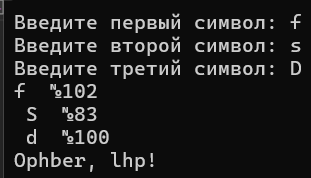 Введите первый символ: f
Введите второй символ: s
Введите третий символ: D
f  №102
 S  №83
 d  №100
Ophber, lhp!